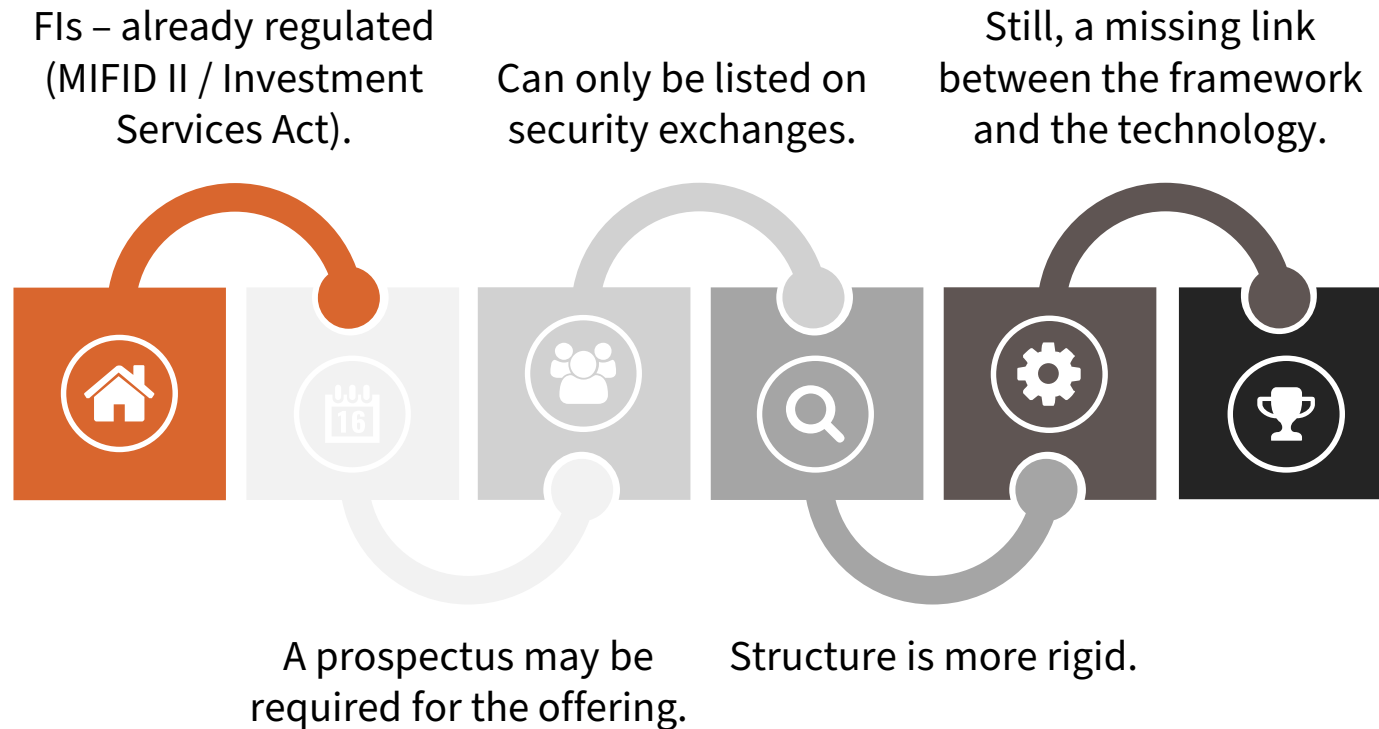 FIs – already regulated
(MIFID II / Investment
Services Act).
Can only be listed on
security exchanges.
Still, a missing link
between the framework
and the technology.
16
A prospectus may be
required for the offering.
Structure is more rigid.